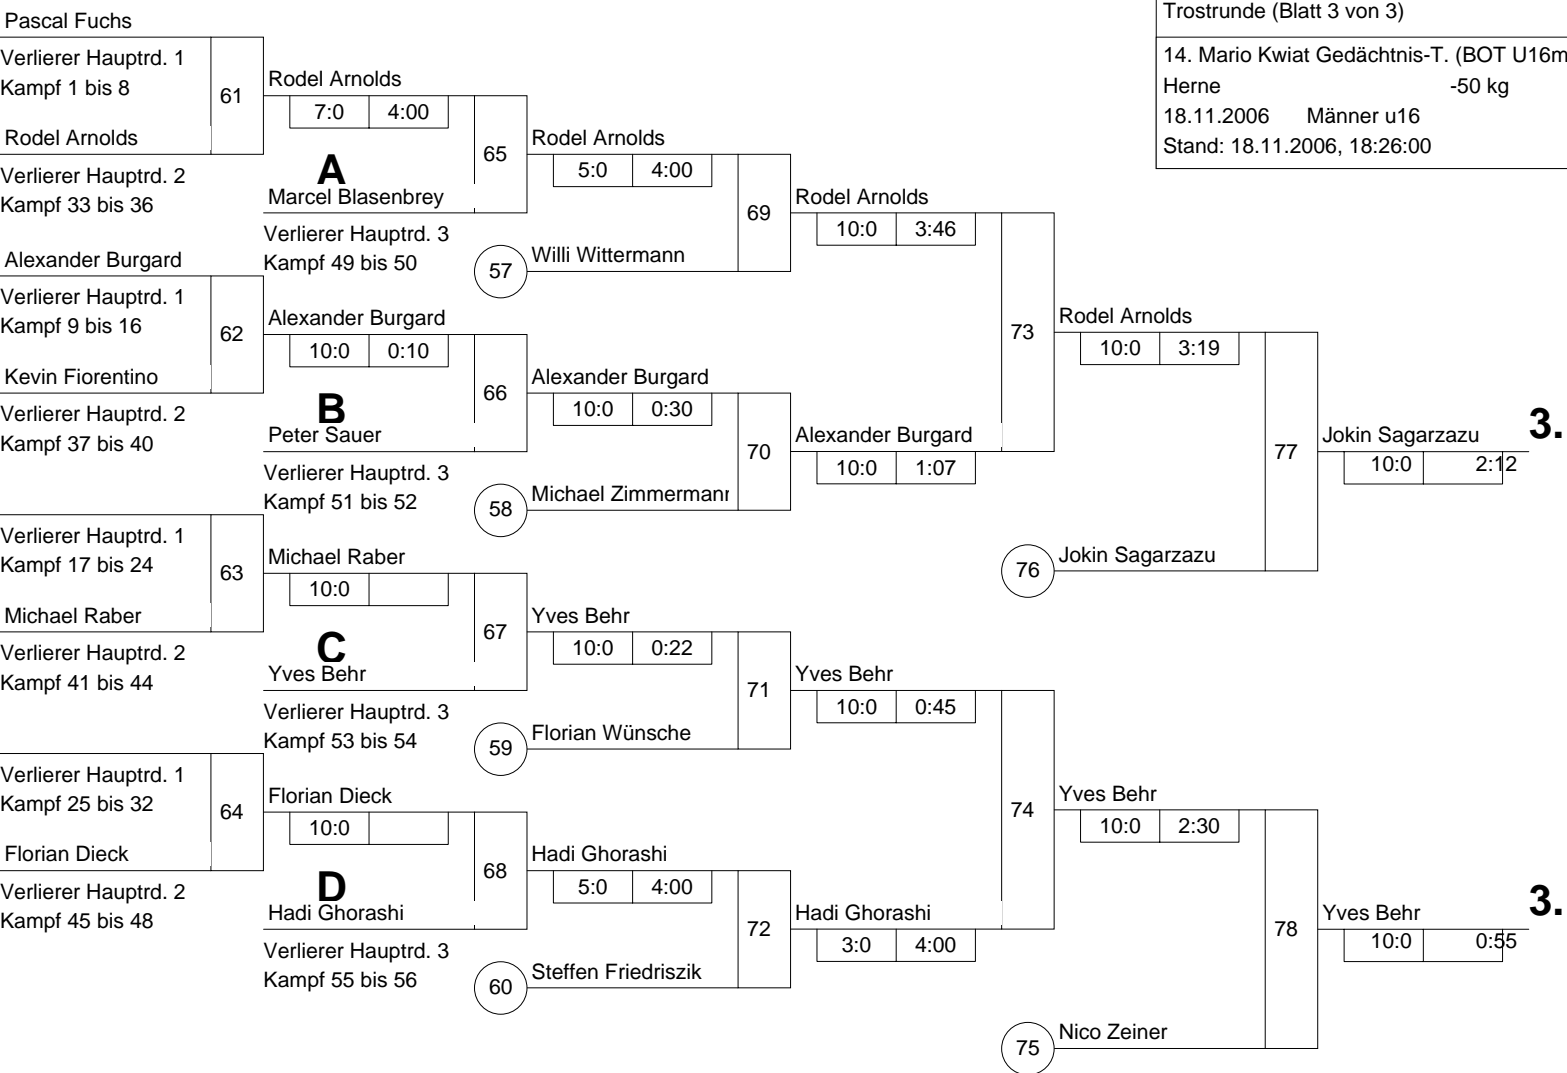 Pascal Fuchs
Trostrunde (Blatt 3 von 3)
14. Mario Kwiat Gedächtnis-T. (BOT U16m
Herne -50 kg
18.11.2006 Männer u16
Stand: 18.11.2006, 18:26:00
Verlierer Hauptrd. 1
Kampf 1 bis 8
61
Rodel Arnolds
7:0 4:00
Rodel Arnolds
Verlierer Hauptrd. 2
Kampf 33 bis 36
A
Marcel Blasenbrey
Verlierer Hauptrd. 3
Kampf 49 bis 50
65
Rodel Arnolds
5:0 4:00
57
Willi Wittermann
69
Rodel Arnolds
10:0 3:46
Alexander Burgard
Verlierer Hauptrd. 1
Kampf 9 bis 16
62
Alexander Burgard
10:0 0:10
Kevin Fiorentino
Verlierer Hauptrd. 2
Kampf 37 bis 40
B
Peter Sauer
Verlierer Hauptrd. 3
Kampf 51 bis 52
66
Alexander Burgard
10:0 0:30
58
Michael Zimmermann
70
Alexander Burgard
10:0 1:07
73
Rodel Arnolds
10:0 3:19
76
Jokin Sagarzazu
77
Jokin Sagarzazu
10:0 2:12
3.
Verlierer Hauptrd. 1
Kampf 17 bis 24
63
Michael Raber
10:0
Michael Raber
Verlierer Hauptrd. 2
Kampf 41 bis 44
C
Yves Behr
Verlierer Hauptrd. 3
Kampf 53 bis 54
67
Yves Behr
10:0 0:22
59
Florian Wünsche
71
Yves Behr
10:0 0:45
Verlierer Hauptrd. 1
Kampf 25 bis 32
64
Florian Dieck
10:0
Florian Dieck
Verlierer Hauptrd. 2
Kampf 45 bis 48
D
Hadi Ghorashi
Verlierer Hauptrd. 3
Kampf 55 bis 56
68
Hadi Ghorashi
5:0 4:00
60
Steffen Friedriszik
72
Hadi Ghorashi
3:0 4:00
74
Yves Behr
10:0 2:30
75
Nico Zeiner
78
Yves Behr
10:0 0:55
3.